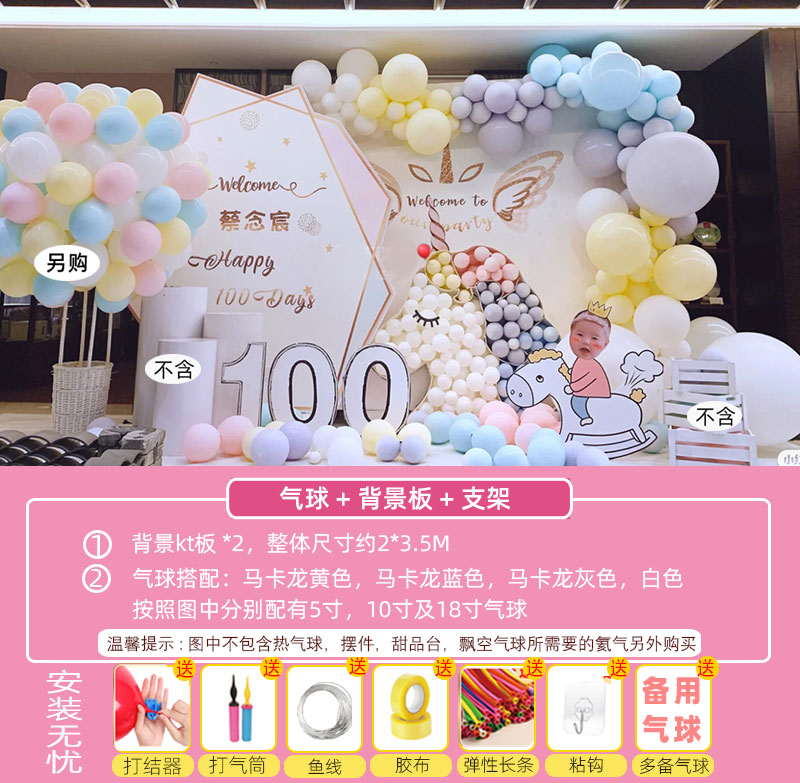 Welcome
蔡念宸
Happy
100 Days
Welcome to
our party
另购
不含
100
不含
气球 + 背景板 + 支架
① 背景kt板 *2，整体尺寸约2*3.5M
② 气球搭配：马卡龙黄色，马卡龙蓝色，马卡龙灰色，白色
按照图中分别配有5寸，10寸及18寸气球
温馨提示：图中不包含热气球，摆件，甜品台，飘空气球所需要的氦气另外购买
安装无忧
送 送 送 送 送 送 送
备用
气球
打结器 打气筒 鱼线 胶布 弹性长条 粘钩 多备气球